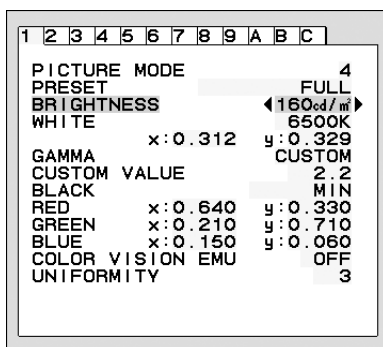 1 2 3 4 5 6 7 8 9 A B C
PICTURE MODE 4
PRESET FULL
BRIGHTNESS ◀160cd/㎡▶
WHITE 6500K
x:0.312 y:0.329
GAMMA CUSTOM
CUSTOM VALUE 2.2
BLACK MIN
RED x:0.640 y:0.330
GREEN x:0.210 y:0.710
BLUE x:0.150 y:0.060
COLOR VISION EMU OFF
UNIFORMITY 3